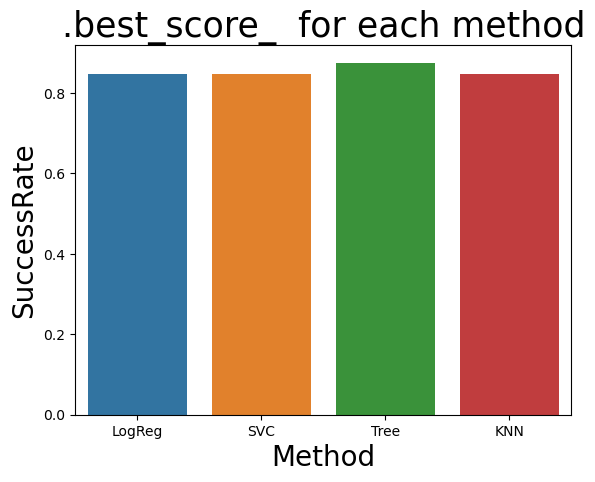 .best_score_  for each method
SuccessRate
0.8
0.6
0.4
0.2
0.0
LogReg SVC Tree KNN
Method